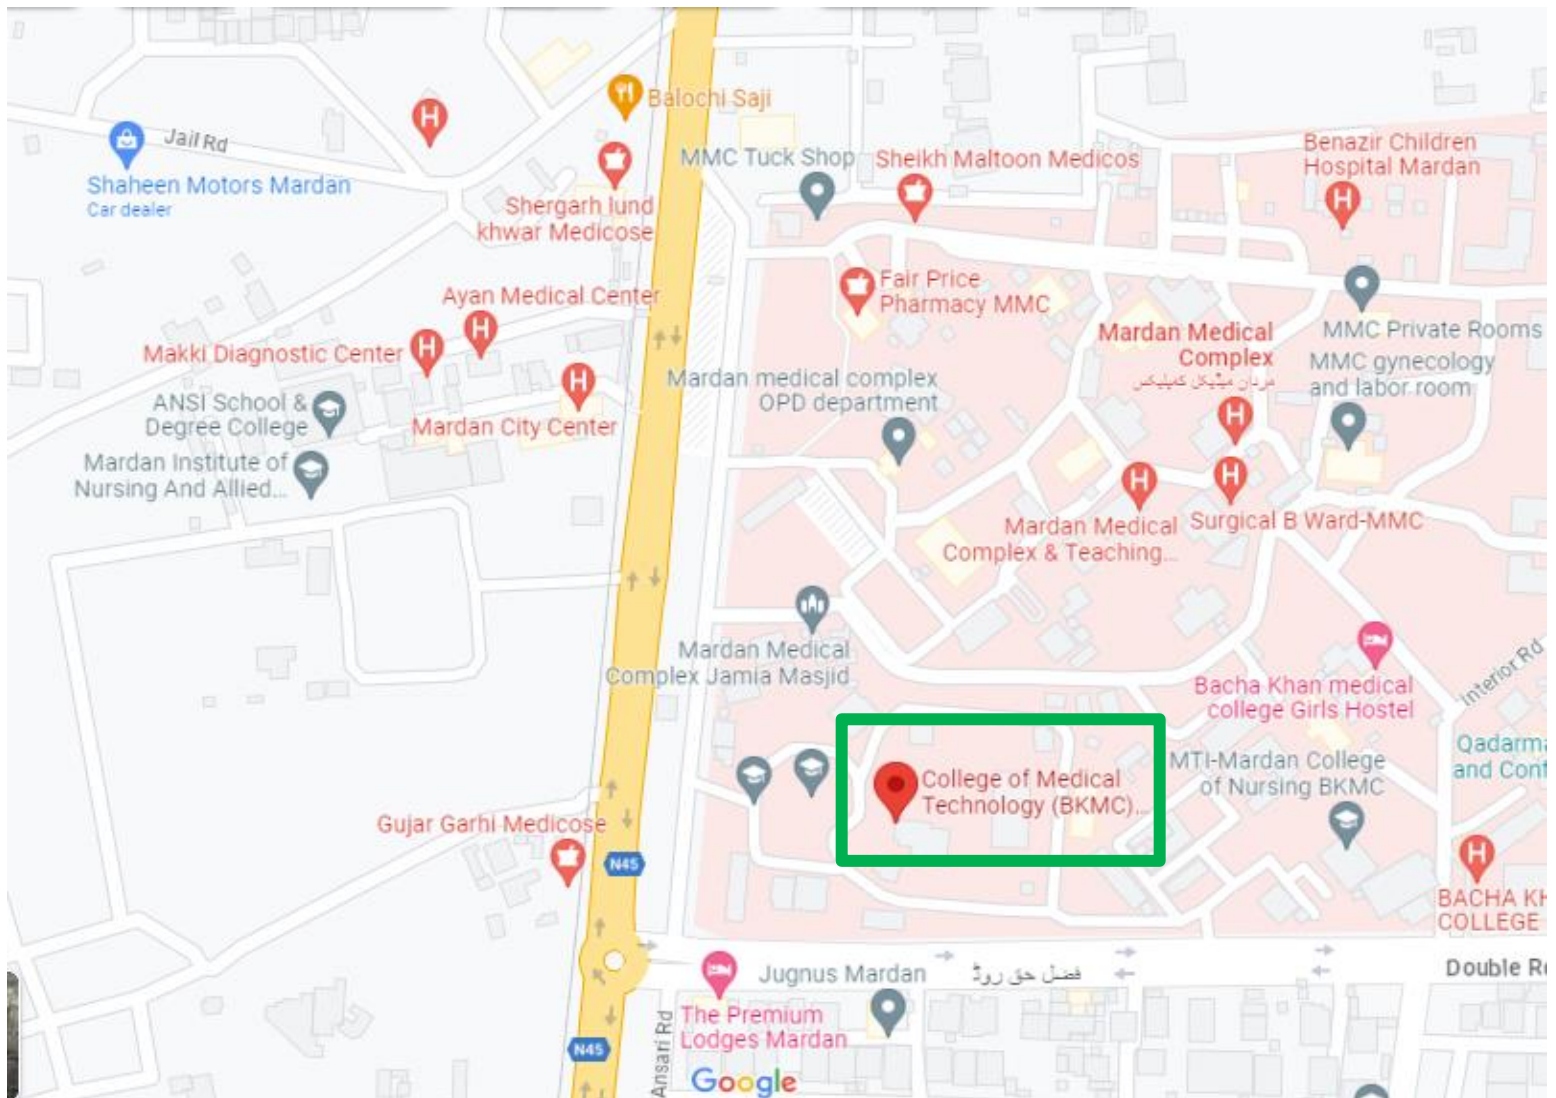 Balochi Saji
Jail Rd
Shaheen Motors Mardan
Car dealer
MMC Tuck Shop
Sheikh Maltoon Medicos
Benazir Children
Hospital Mardan
Shergarh lund
khwar Medicose
Fair Price
Pharmacy MMC
Ayan Medical Center
Makki Diagnostic Center
Mardan Medical
Complex
مردان میڈیکل کمپلیکس
MMC Private Rooms
MMC gynecology
and labor room
Mardan medical complex
OPD department
ANSI School &
Degree College
Mardan City Center
Mardan Institute of
Nursing And Allied...
Mardan Medical
Complex & Teaching...
Surgical B Ward-MMC
Mardan Medical
Complex Jamia Masjid
Interior Rd
Bacha Khan medical
college Girls Hostel
College of Medical
Technology (BKMC)...
MTI-Mardan College
of Nursing BKMC
Qadarma
and Conf
Gujar Garhi Medicose
N45
BACHA KH
COLLEGE
Jugnus Mardan
فضل حق روڈ
Double Ro
The Premium
Lodges Mardan
Ansari Rd
N45
Google